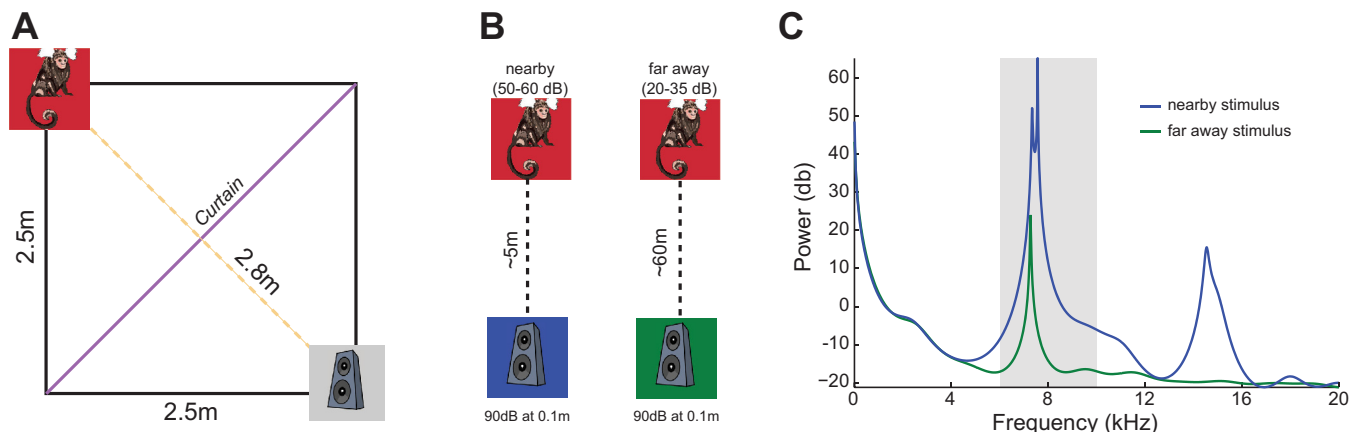 A
2.5m
Curtain
2.8m
2.5m
B
nearby
(50-60 dB)
far away
(20-35 dB)
~5m
~60m
90dB at 0.1m
90dB at 0.1m
C
Power (db)
60
50
40
30
20
10
0
−10
−20
nearby stimulus
far away stimulus
0
4
8
12
16
20
Frequency (kHz)